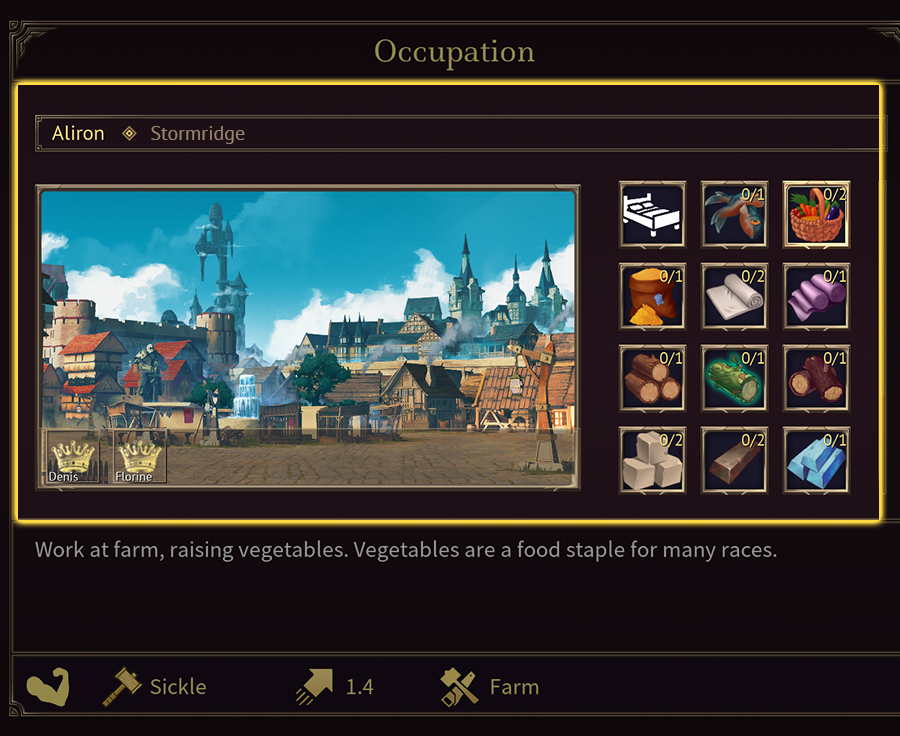 Occupation
Aliron Stormridge
0/1 0/2
0/1 0/2 0/1
0/1 0/1 0/1
0/2 0/2 0/1
Denis Florine
Work at farm, raising vegetables. Vegetables are a food staple for many races.
Sickle 1.4 Farm